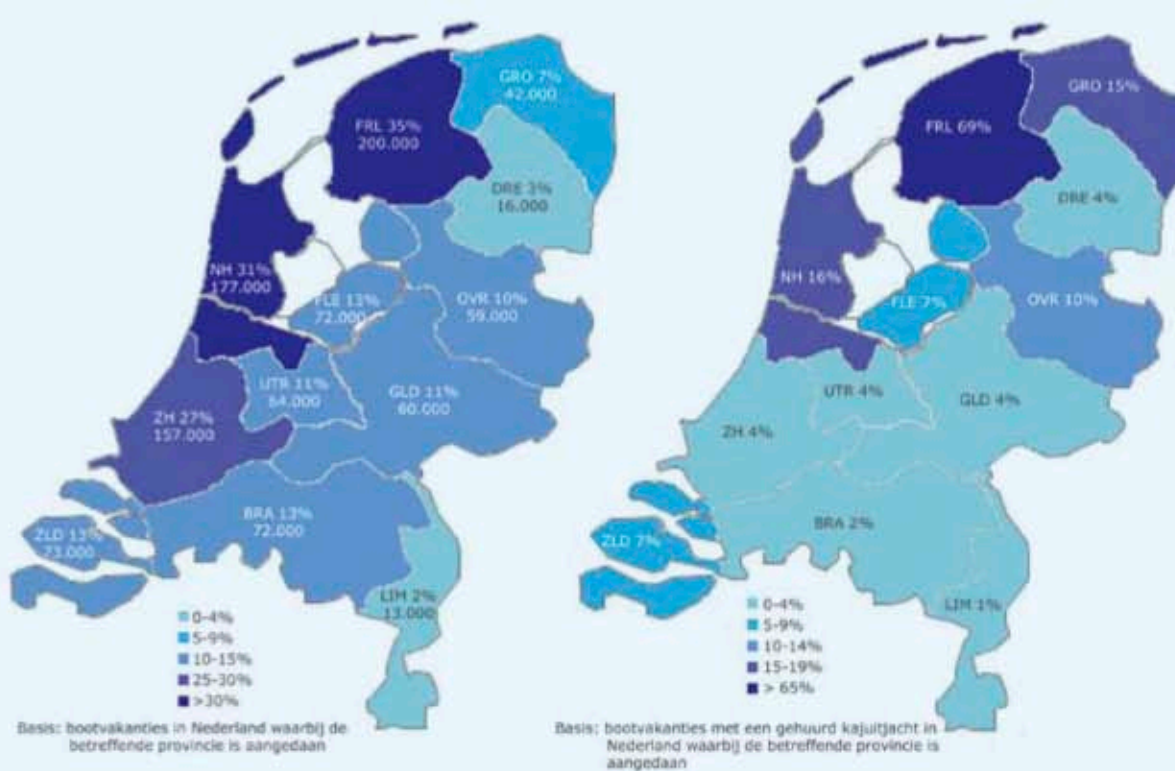 GRO 7%
42.000
FRL 35%
200.000
DRE 3%
16.000
NH 31%
177.000
FLE 13%
72.000
OVR 10%
59.000
UTR 11%
64.000
GLD 11%
60.000
ZH 27%
157.000
BRA 13%
72.000
ZLD 13%
73.000
LIM 2%
13.000
0-4%
5-9%
10-15%
25-30%
>30%
Basis: bootvakanties in Nederland waarbij de
betreffende provincie is aangedaan
GRO 15%
FRL 69%
DRE 4%
NH 16%
FLE 7%
OVR 10%
UTR 4%
GLD 4%
ZH 4%
BRA 2%
ZLD 7%
LIM 1%
0-4%
5-9%
10-14%
15-19%
> 65%
Basis: bootvakanties met een gehuurd kajuitjacht in
Nederland waarbij de betreffende provincie is
aangedaan